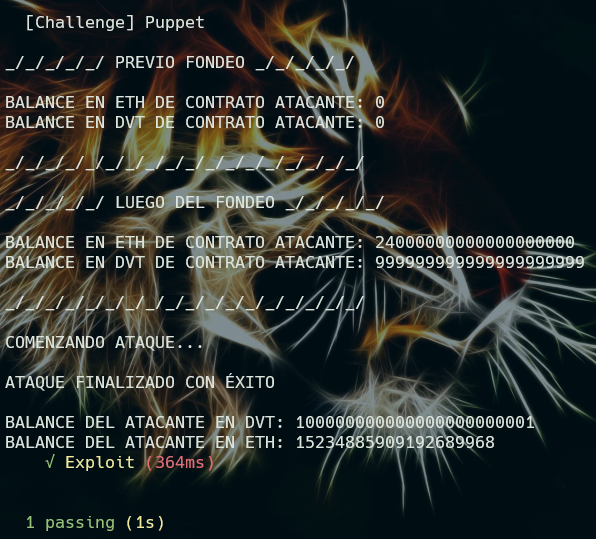 [Challenge] Puppet
_/_/_/_/_/ PREVIO FONDEO _/_/_/_/_/
BALANCE EN ETH DE CONTRATO ATACANTE: 0
BALANCE EN DVT DE CONTRATO ATACANTE: 0
_/_/_/_/_/_/_/_/_/_/_/_/_/_/_/_/_/_/
_/_/_/_/_/ LUEGO DEL FONDEO _/_/_/_/_/
BALANCE EN ETH DE CONTRATO ATACANTE: 24000000000000000000
BALANCE EN DVT DE CONTRATO ATACANTE: 999999999999999999999
_/_/_/_/_/_/_/_/_/_/_/_/_/_/_/_/_/_/
COMENZANDO ATAQUE...
ATAQUE FINALIZADO CON ÉXITO
BALANCE DEL ATACANTE EN DVT: 100000000000000000000001
BALANCE DEL ATACANTE EN ETH: 15234885909192689968
√ Exploit (364ms)
1 passing (1s)